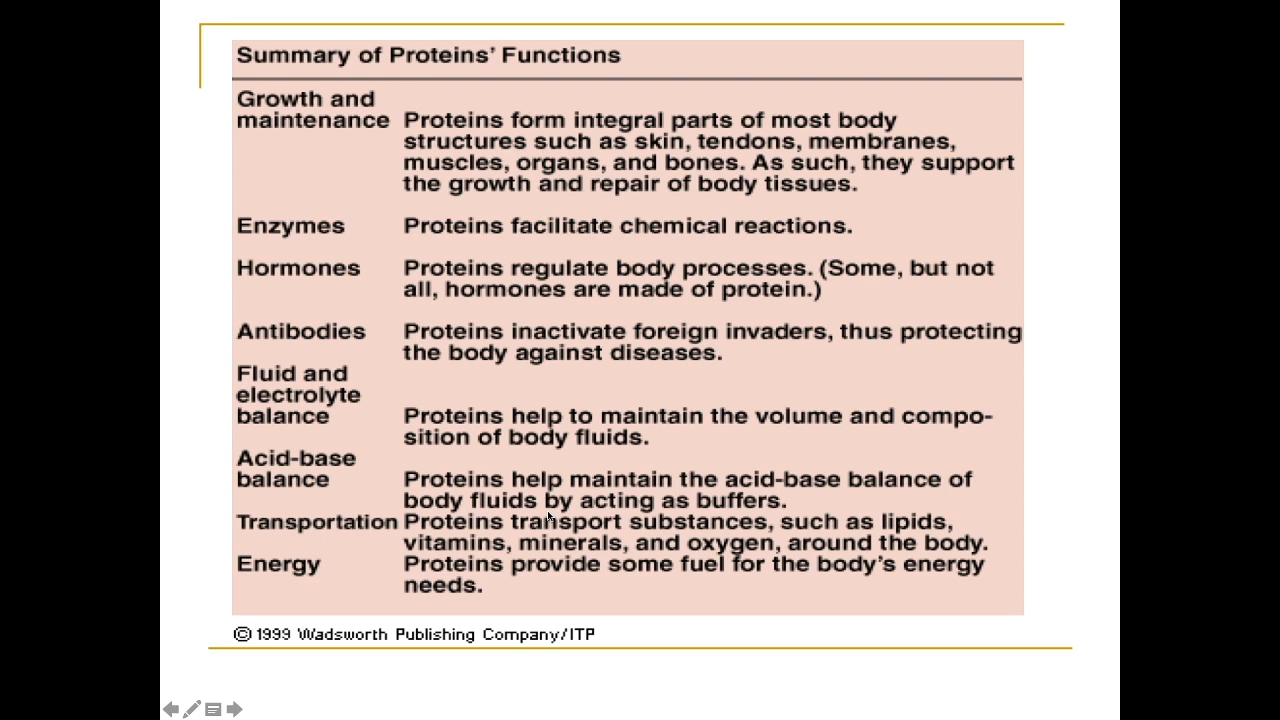 Summary of Proteins' Functions
Growth and
maintenance Proteins form integral parts of most body
structures such as skin, tendons, membranes,
muscles, organs, and bones. As such, they support
the growth and repair of body tissues.
Enzymes Proteins facilitate chemical reactions.
Hormones Proteins regulate body processes. (Some, but not
all, hormones are made of protein.)
Antibodies Proteins inactivate foreign invaders, thus protecting
the body against diseases.
Fluid and
electrolyte
balance Proteins help to maintain the volume and compo-
sition of body fluids.
Acid-base
balance Proteins help maintain the acid-base balance of
body fluids by acting as buffers.
Transportation Proteins transport substances, such as lipids,
vitamins, minerals, and oxygen, around the body.
Energy Proteins provide some fuel for the body's energy
needs.
© 1999 Wadsworth Publishing Company/ITP